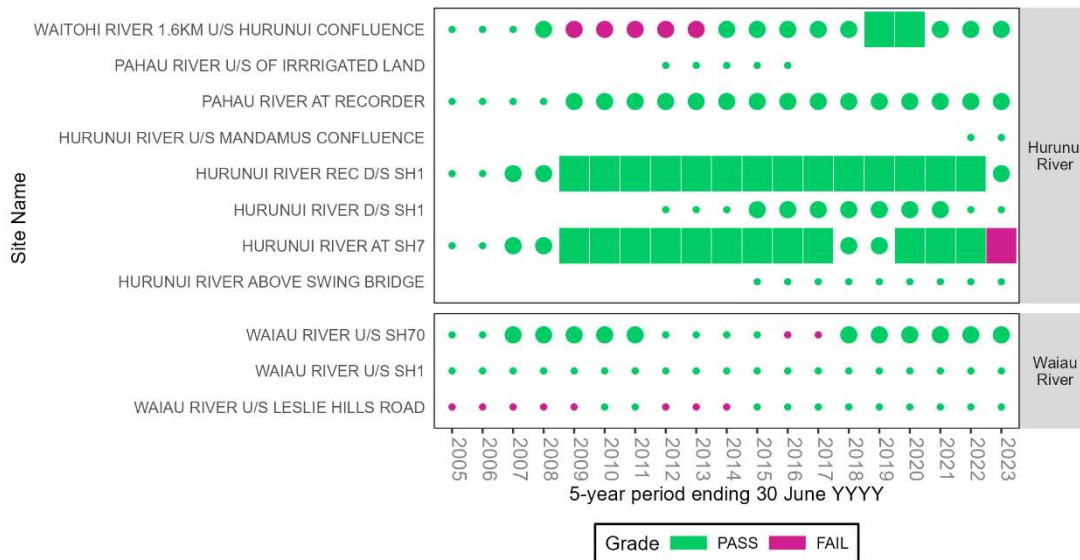 WAITOHI RIVER 1.6KM U/S HURUNUI CONFLUENCE
PAHAU RIVER U/S OF IRRRIGATED LAND
PAHAU RIVER AT RECORDER
HURUNUI RIVER U/S MANDAMUS CONFLUENCE
HURUNUI RIVER REC D/S SH1
HURUNUI RIVER D/S SH1
HURUNUI RIVER AT SH7
HURUNUI RIVER ABOVE SWING BRIDGE
Hurunui
River
WAIAU RIVER U/S SH70
WAIAU RIVER U/S SH1
WAIAU RIVER U/S LESLIE HILLS ROAD
Waiau
River
Site Name
2005
2006
2007
2008
2009
2010
2011
2012
2013
2014
2015
2016
2017
2018
2019
2020
2021
2022
2023
5-year period ending 30 June YYYY
Grade PASS FAIL